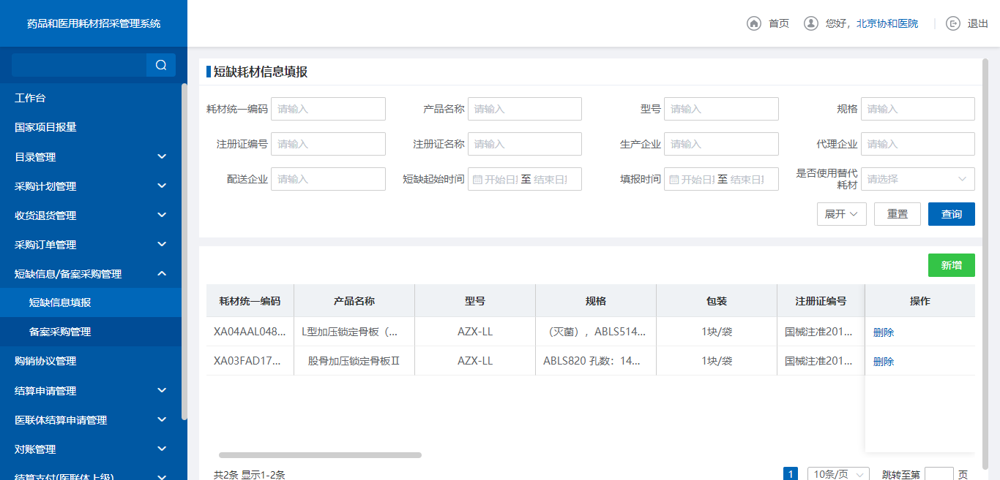 药品和医用耗材招采管理系统
首页 您好，北京协和医院 退出
工作台
国家项目报量
目录管理
采购计划管理
收货退货管理
采购订单管理
短缺信息/备案采购管理
短缺信息填报
备案采购管理
购销协议管理
结算申请管理
医联体结算申请管理
对账管理
结算支付(医联体上级)
短缺耗材信息填报
耗材统一编码 请输入 产品名称 请输入 型号 请输入 规格 请输入
注册证编号 请输入 注册证名称 请输入 生产企业 请输入 代理企业 请输入
配送企业 请输入 短缺起始时间 开始日 至 结束日 填报时间 开始日 至 结束日 是否使用替代
耗材 请选择
展开 重置 查询
新增
耗材统一编码 产品名称 型号 规格 包装 注册证编号 操作
XA04AAL048... L型加压锁定骨板（... AZX-LL （灭菌），ABLS514... 1块/袋 国械注准201... 删除
XA03FAD17... 股骨加压锁定骨板Ⅱ AZX-LL ABLS820 孔数：14... 1块/袋 国械注准201... 删除
共2条 显示1-2条 1 10条/页 跳转至第 页